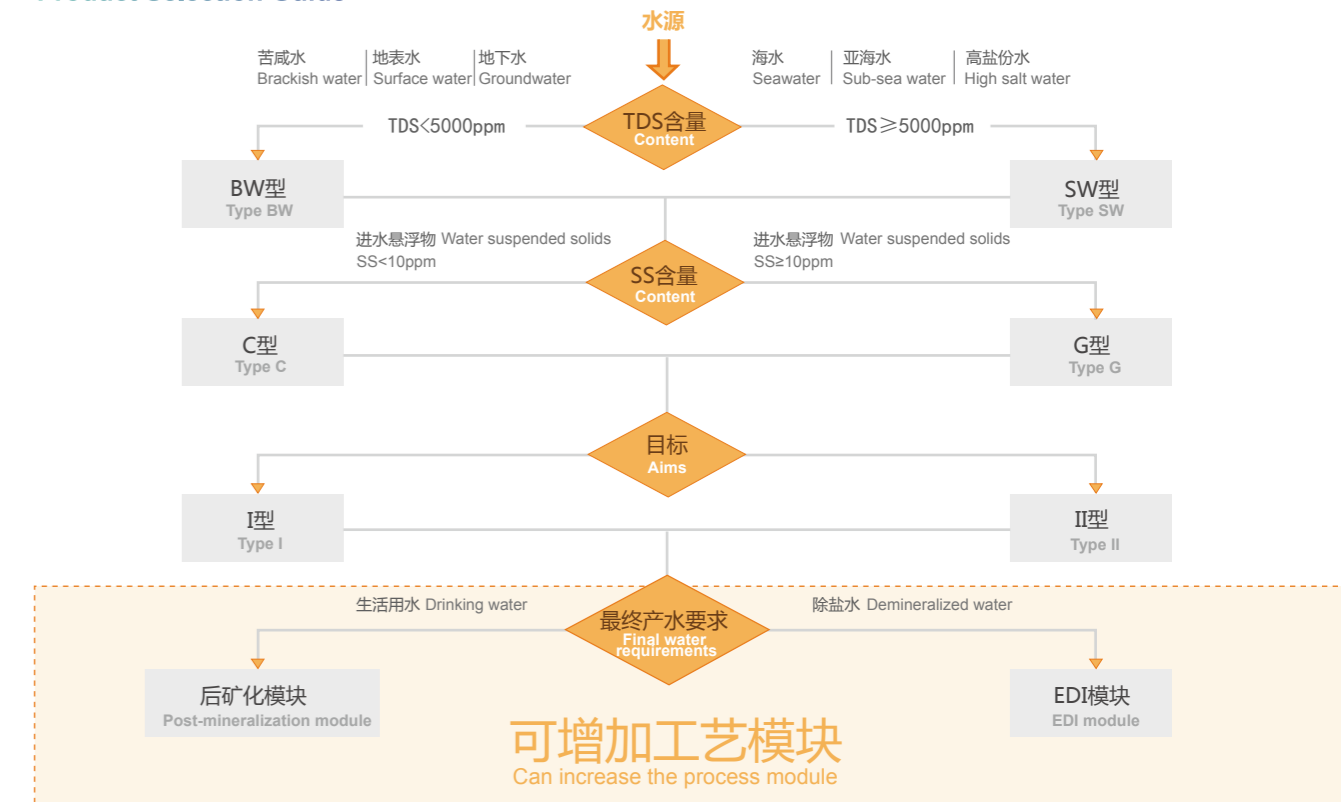 水源
苦咸水 地表水 地下水
Brackish water Surface water Groundwater
海水 亚海水 高盐份水
Seawater Sub-sea water High salt water
TDS<5000ppm
TDS含量
Content
TDS≥5000ppm
BW型
Type BW
SW型
Type SW
进水悬浮物 Water suspended solids
SS<10ppm
进水悬浮物 Water suspended solids
SS≥10ppm
SS含量
Content
C型
Type C
G型
Type G
目标
Aims
I型
Type I
II型
Type II
生活用水 Drinking water
除盐水 Demineralized water
最终产水要求
Final water
requirements
后矿化模块
Post-mineralization module
EDI模块
EDI module
可增加工艺模块
Can increase the process module